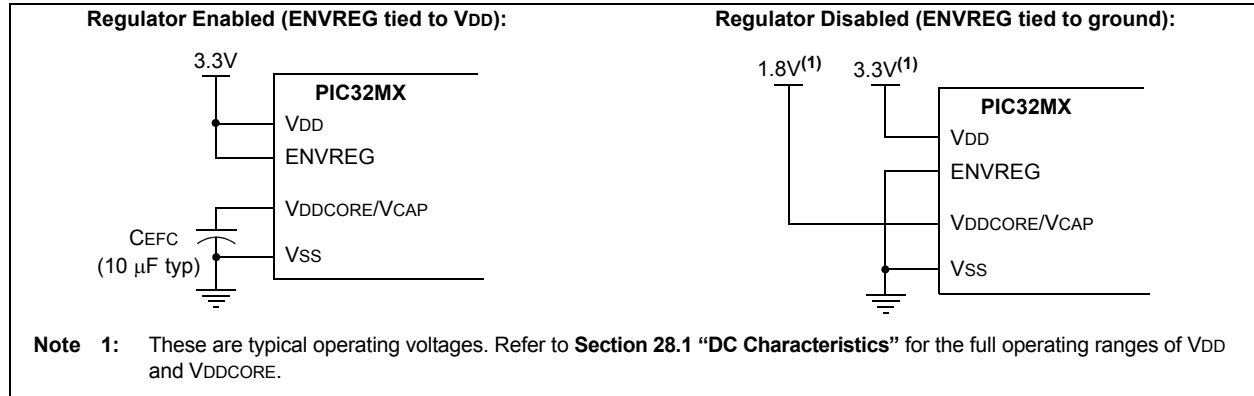 Regulator Enabled (ENVREG tied to VDD):
3.3V
PIC32MX
VDD
ENVREG
VDDCORE/VCAP
CEFC
(10 μF typ)
VSS
Regulator Disabled (ENVREG tied to ground):
1.8V(1) 3.3V(1)
PIC32MX
VDD
ENVREG
VDDCORE/VCAP
VSS
Note 1: These are typical operating voltages. Refer to Section 28.1 “DC Characteristics” for the full operating ranges of VDD
and VDDCORE.